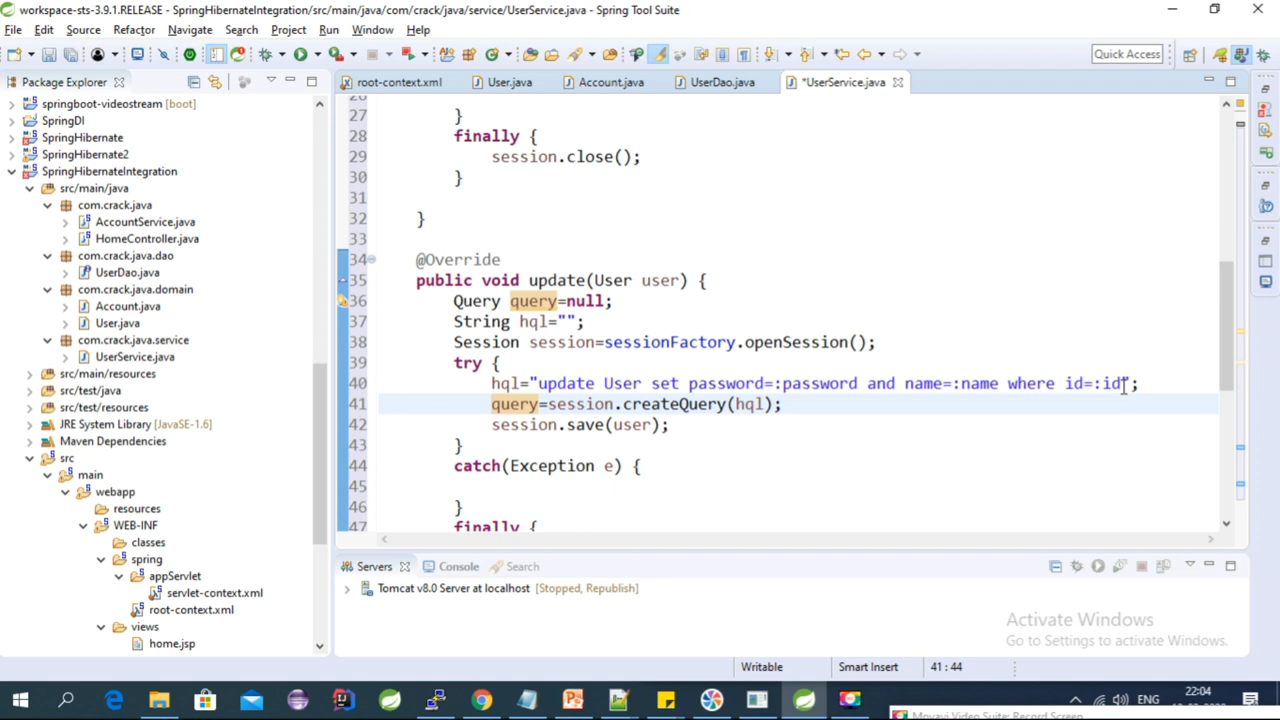 workspace-sts-3.9.1.RELEASE - SpringHibernateIntegration/src/main/java/com/crack/java/service/UserService.java - Spring Tool Suite
File Edit Source Refactor Navigate Search Project Run Window Help
Quick Access
Package Explorer
root-context.xml User.java Account.java UserDao.java *UserService.java
springboot-videostream [boot]
SpringDI
SpringHibernate
SpringHibernate2
SpringHibernateIntegration
src/main/java
com.crack.java
AccountService.java
HomeController.java
com.crack.java.dao
UserDao.java
com.crack.java.domain
Account.java
User.java
com.crack.java.service
UserService.java
src/main/resources
src/test/java
src/test/resources
JRE System Library [JavaSE-1.6]
Maven Dependencies
src
main
webapp
resources
WEB-INF
classes
spring
appServlet
servlet-context.xml
root-context.xml
views
home.jsp
26
27 }
28 finally {
29 session.close();
30 }
31
32 }
33
34 @Override
35 public void update(User user) {
36 Query query=null;
37 String hql="";
38 Session session=sessionFactory.openSession();
39 try {
40 hql="update User set password=:password and name=:name where id=:id";
41 query=session.createQuery(hql);
42 session.save(user);
43 }
44 catch(Exception e) {
45
46 }
47 finally {
Servers Console Search
Tomcat v8.0 Server at localhost [Stopped, Republish]
Activate Windows
Go to Settings to activate Windows.
Writable Smart Insert 41 : 44
ENG 22:04
Movavi Video Suite: Record Screen